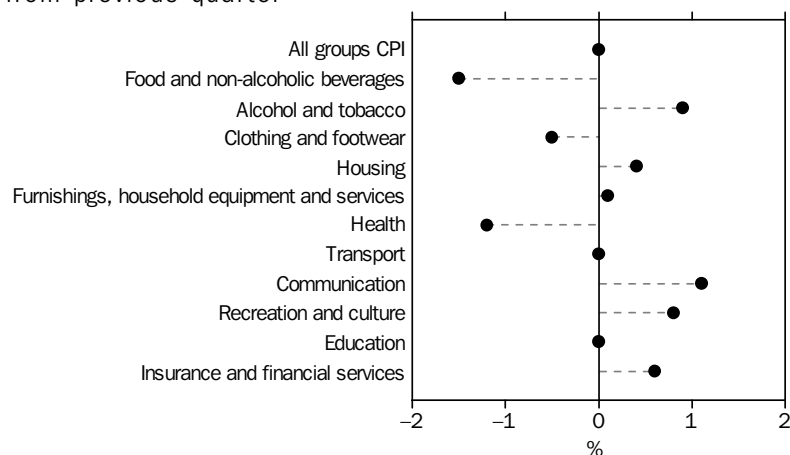 from previous quarter
All groups CPI
Food and non-alcoholic beverages
Alcohol and tobacco
Clothing and footwear
Housing
Furnishings, household equipment and services
Health
Transport
Communication
Recreation and culture
Education
Insurance and financial services
–2 –1 0 1 2
%